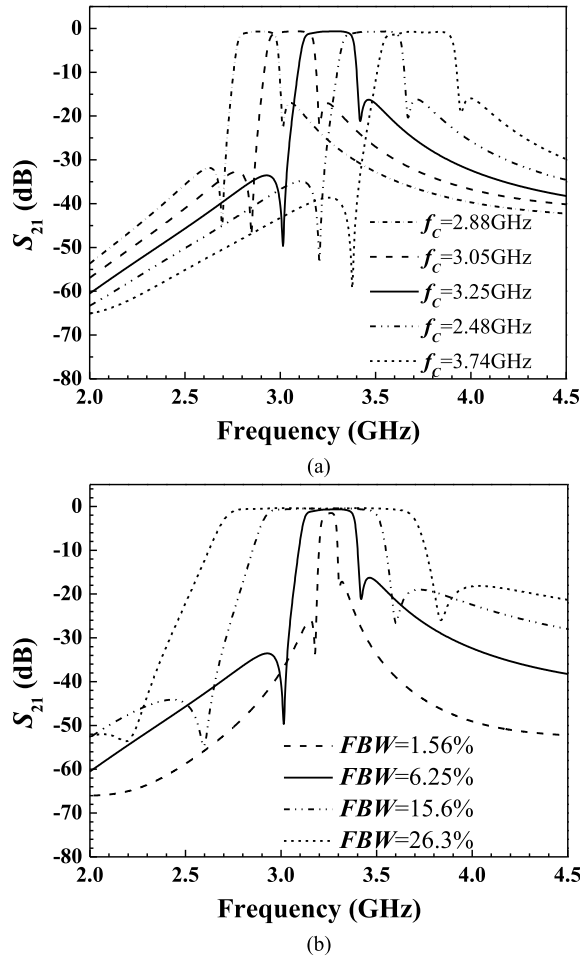 0
-10
-20
-30
-40
-50
-60
-70
-80
S21 (dB)
fC=2.88GHz
fC=3.05GHz
fC=3.25GHz
fC=2.48GHz
fC=3.74GHz
2.0 2.5 3.0 3.5 4.0 4.5
Frequency (GHz)
(a)
0
-10
-20
-30
-40
-50
-60
-70
-80
S21 (dB)
FBW=1.56%
FBW=6.25%
FBW=15.6%
FBW=26.3%
2.0 2.5 3.0 3.5 4.0 4.5
Frequency (GHz)
(b)